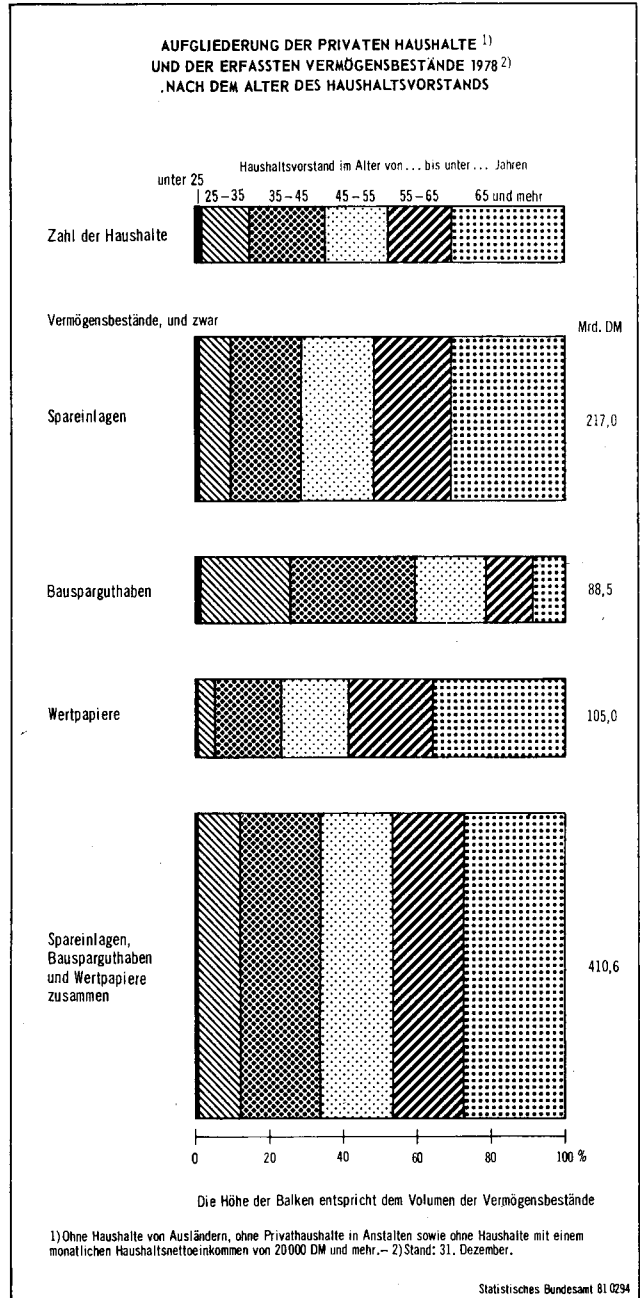 AUFGLIEDERUNG DER PRIVATEN HAUSHALTE 1)
UND DER ERFASSTEN VERMÖGENSBESTÄNDE 1978 2)
NACH DEM ALTER DES HAUSHALTSVORSTANDS
Haushaltsvorstand im Alter von ... bis unter ... Jahren
unter 25
25 – 35 35 – 45 45 – 55 55 – 65 65 und mehr
Zahl der Haushalte
Vermögensbestände, und zwar
Mrd. DM
Spareinlagen
217,0
Bausparguthaben
88,5
Wertpapiere
105,0
Spareinlagen,
Bausparguthaben
und Wertpapiere
zusammen
410,6
0 20 40 60 80 100 %
Die Höhe der Balken entspricht dem Volumen der Vermögensbestände
1) Ohne Haushalte von Ausländern, ohne Privathaushalte in Anstalten sowie ohne Haushalte mit einem
monatlichen Haushaltsnettoeinkommen von 20 000 DM und mehr. – 2) Stand: 31. Dezember.
Statistisches Bundesamt 81 0294